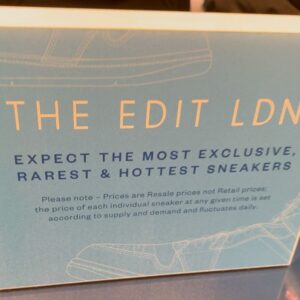 THE EDIT LDN
EXPECT THE MOST EXCLUSIVE,
RAREST & HOTTEST SNEAKERS
Please note – Prices are Resale prices not Retail prices;
the price of each individual sneaker at any given time is set
according to supply and demand and fluctuates daily.